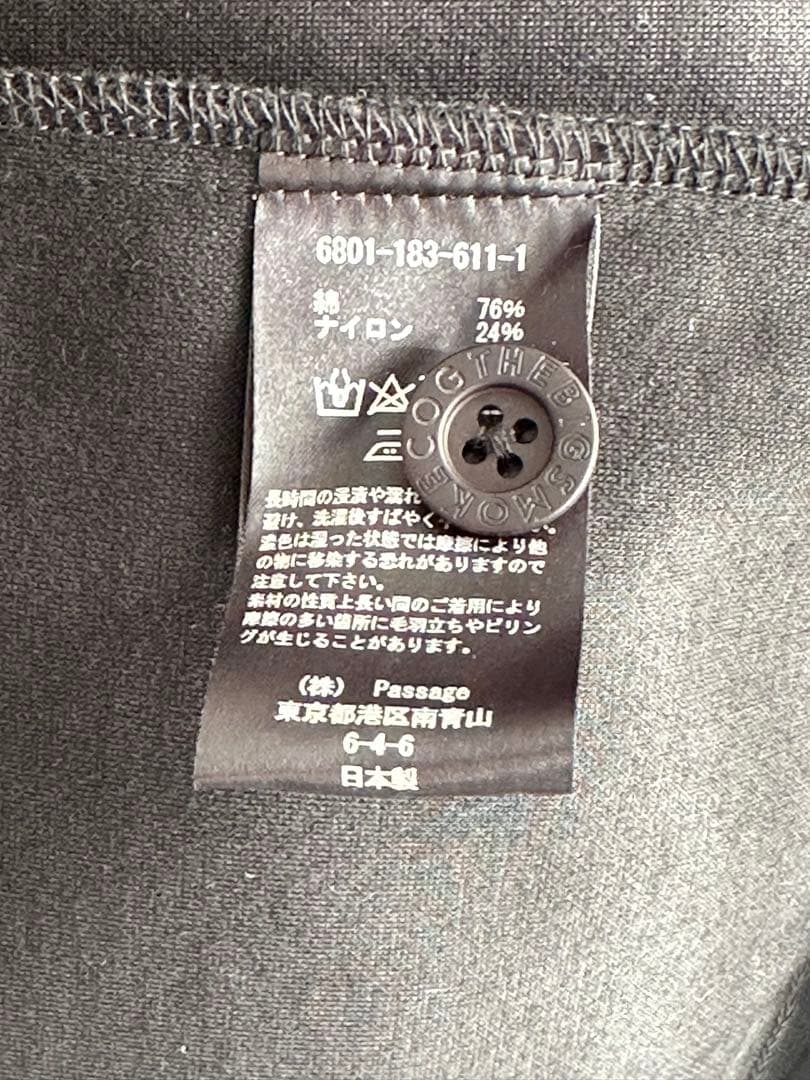 6801-183-611-1
綿 76%
ナイロン 24%
COGTHEBIGSMOKE
長時間の浸漬や濡れ
避け、洗濯後すばやく
濃色は湿った状態では摩擦により他
の物に移染する恐れがありますので
注意して下さい。
素材の性質上長い間のご着用により
摩擦の多い箇所に毛羽立ちやピリン
グが生じることがあります。
(株) Passage
東京都港区南青山
6-4-6
日本製